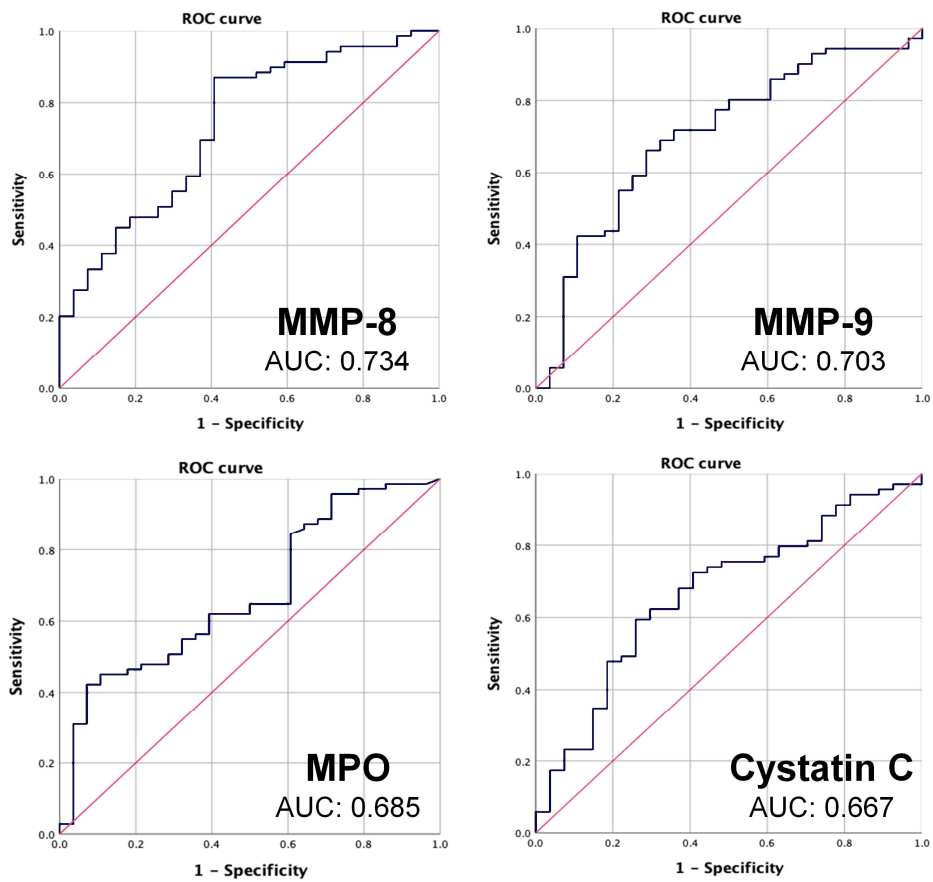 ROC curve
1.0
0.8
0.6
0.4
0.2
0.0
Sensitivity
0.0 0.2 0.4 0.6 0.8 1.0
1 – Specificity
MMP-8
AUC: 0.734
ROC curve
1.0
0.8
0.6
0.4
0.2
0.0
Sensitivity
0.0 0.2 0.4 0.6 0.8 1.0
1 – Specificity
MMP-9
AUC: 0.703
ROC curve
1.0
0.8
0.6
0.4
0.2
0.0
Sensitivity
0.0 0.2 0.4 0.6 0.8 1.0
1 – Specificity
MPO
AUC: 0.685
ROC curve
1.0
0.8
0.6
0.4
0.2
0.0
Sensitivity
0.0 0.2 0.4 0.6 0.8 1.0
1 – Specificity
Cystatin C
AUC: 0.667